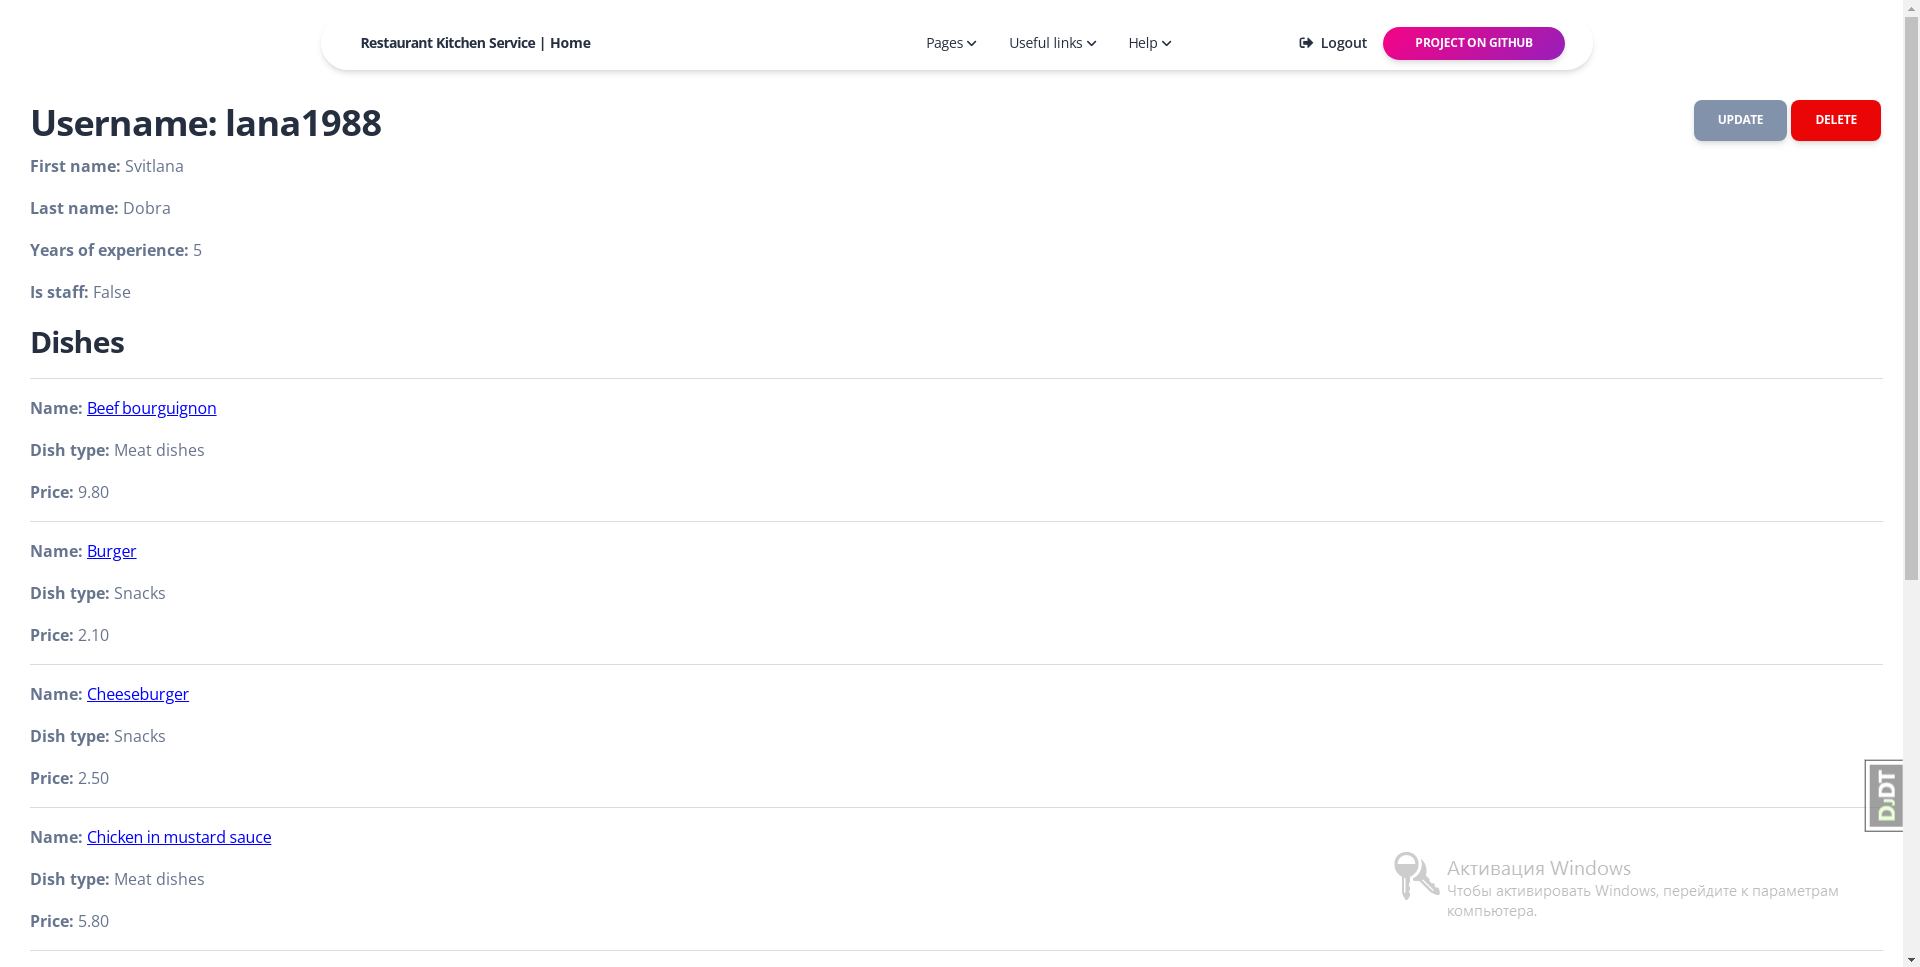 Restaurant Kitchen Service | Home
Pages
Useful links
Help
Logout
PROJECT ON GITHUB
Username: lana1988
UPDATE
DELETE
First name: Svitlana
Last name: Dobra
Years of experience: 5
Is staff: False
Dishes
Name: Beef bourguignon
Dish type: Meat dishes
Price: 9.80
Name: Burger
Dish type: Snacks
Price: 2.10
Name: Cheeseburger
Dish type: Snacks
Price: 2.50
DJDT
Name: Chicken in mustard sauce
Dish type: Meat dishes
Price: 5.80
Активация Windows
Чтобы активировать Windows, перейдите к параметрам
компьютера.